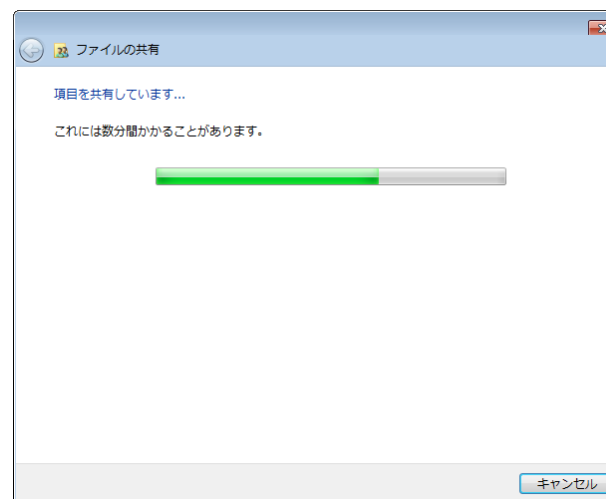 ファイルの共有
項目を共有しています...
これには数分間かかることがあります。
キャンセル